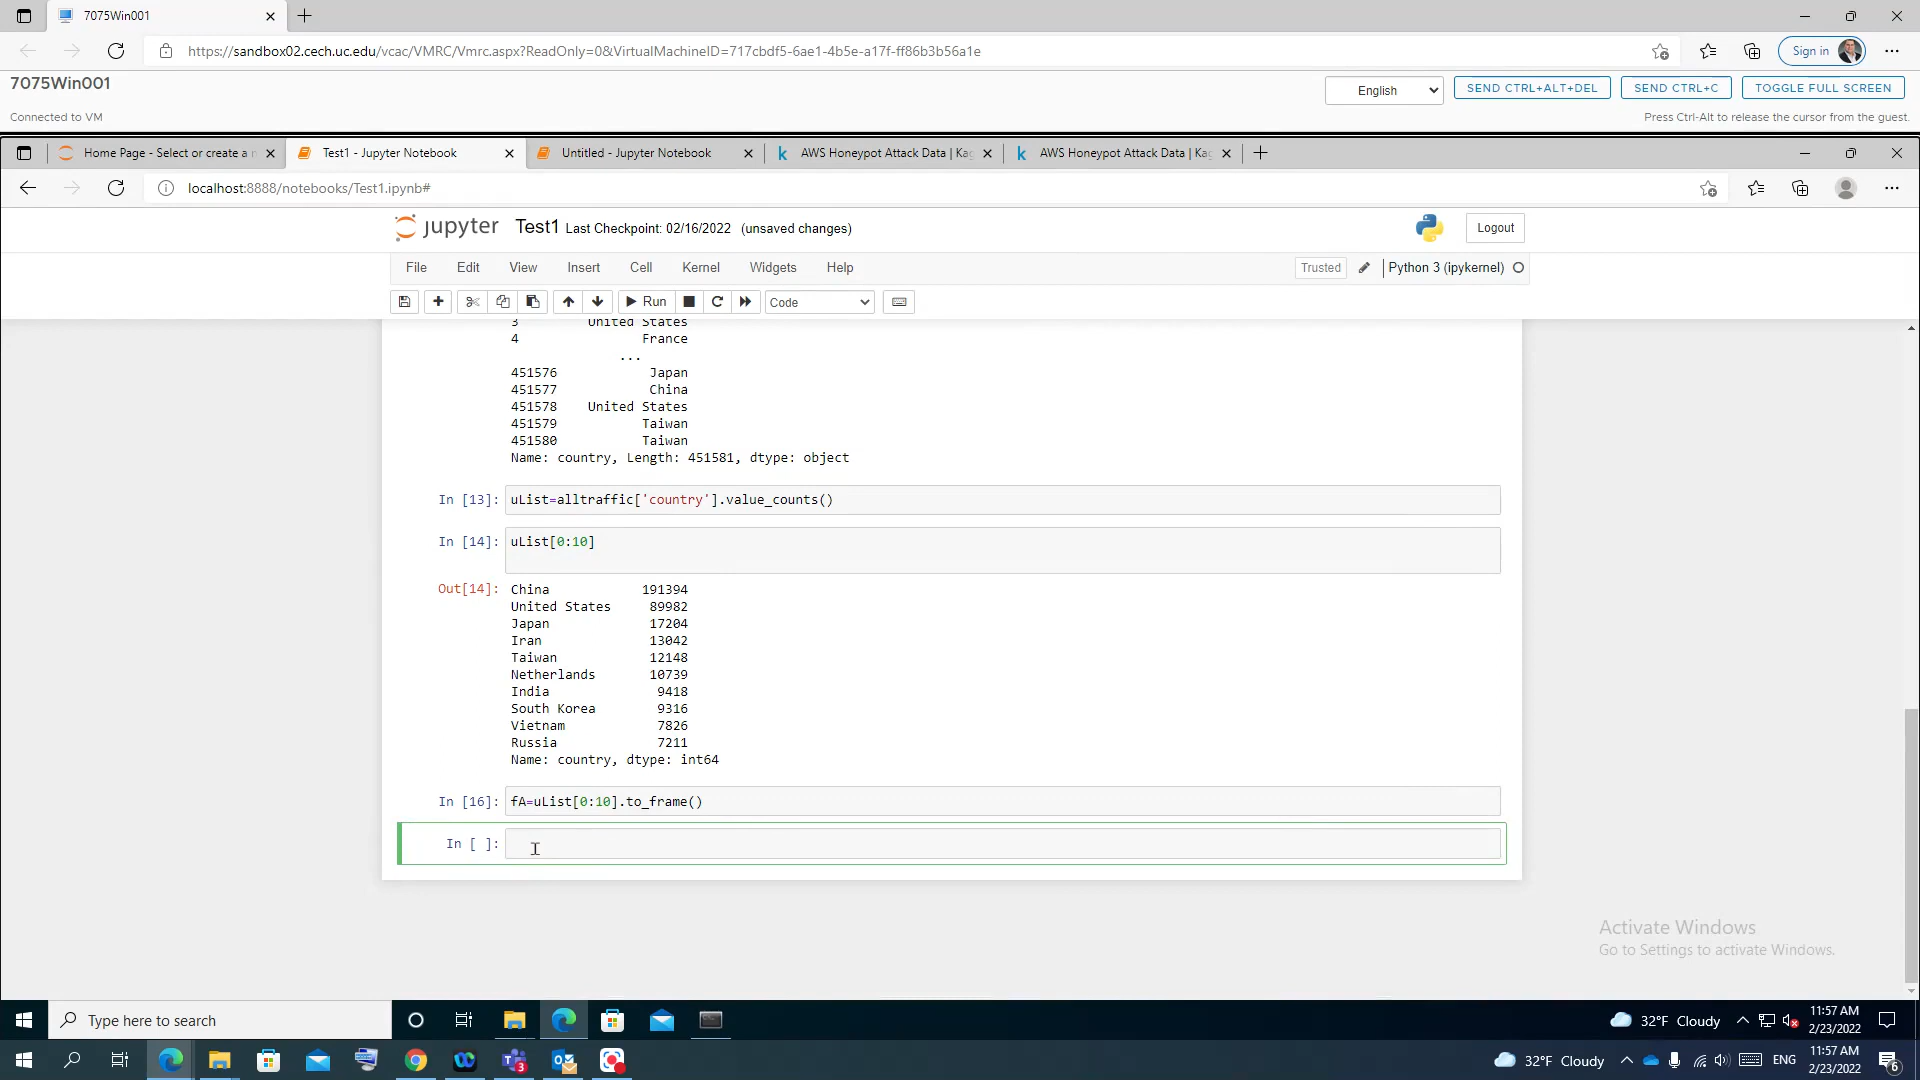 7075Win001
https://sandbox02.cech.uc.edu/vcac/VMRC/Vmrc.aspx?ReadOnly=0&VirtualMachineID=717cbdf5-6ae1-4b5e-a17f-ff86b3b56a1e
Sign in
7075Win001
English
SEND CTRL+ALT+DEL
SEND CTRL+C
TOGGLE FULL SCREEN
Connected to VM
Press Ctrl-Alt to release the cursor from the guest.
Home Page - Select or create a n
Test1 - Jupyter Notebook
Untitled - Jupyter Notebook
AWS Honeypot Attack Data | Kag
AWS Honeypot Attack Data | Kag
localhost:8888/notebooks/Test1.ipynb#
jupyter Test1 Last Checkpoint: 02/16/2022 (unsaved changes)
Logout
File Edit View Insert Cell Kernel Widgets Help
Trusted
Python 3 (ipykernel)
Run
Code
3 United States
4 France
...
451576 Japan
451577 China
451578 United States
451579 Taiwan
451580 Taiwan
Name: country, Length: 451581, dtype: object
In [13]: uList=alltraffic['country'].value_counts()
In [14]: uList[0:10]
Out[14]: China 191394
United States 89982
Japan 17204
Iran 13042
Taiwan 12148
Netherlands 10739
India 9418
South Korea 9316
Vietnam 7826
Russia 7211
Name: country, dtype: int64
In [16]: fA=uList[0:10].to_frame()
In [ ]:
Activate Windows
Go to Settings to activate Windows.
Type here to search
32°F Cloudy
11:57 AM
2/23/2022
32°F Cloudy
ENG
11:57 AM
2/23/2022
3
6